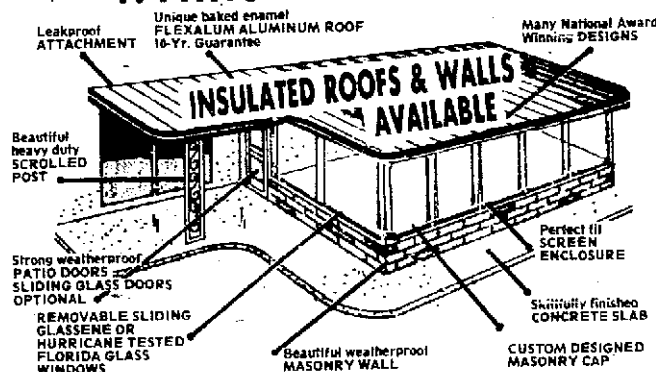 Leakproof
ATTACHMENT
Unique baked enamel
FLEXALUM ALUMINUM ROOF
10-Yr. Guarantee
Many National Award
Winning DESIGNS
INSULATED ROOFS & WALLS
AVAILABLE
Beautiful
heavy duty
SCROLLED
POST
Strong weatherproof
PATIO DOORS
SLIDING GLASS DOORS
OPTIONAL
REMOVABLE SLIDING
GLASSENE OR
HURRICANE TESTED
FLORIDA GLASS
WINDOWS
Beautiful weatherproof
MASONRY WALL
Perfect fit
SCREEN
ENCLOSURE
Skillfully finished
CONCRETE SLAB
CUSTOM DESIGNED
MASONRY CAP